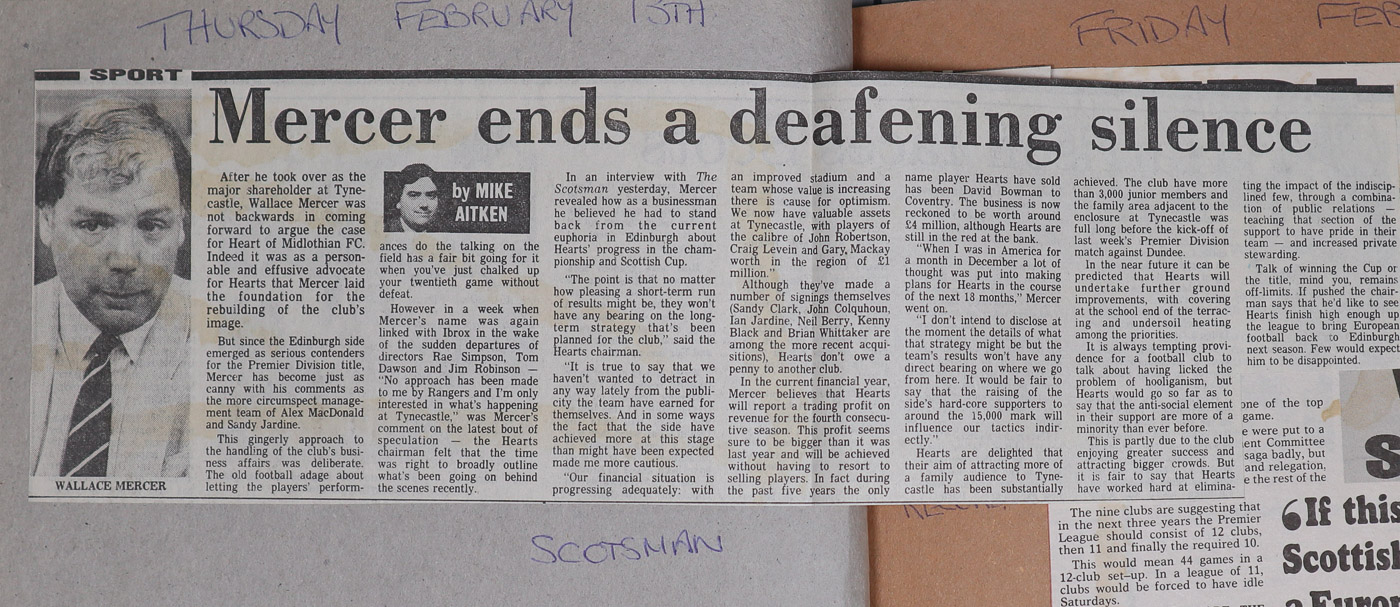 THURSDAY FEBRUARY 13TH
FRIDAY FEB
SPORT
Mercer ends a deafening silence
WALLACE MERCER
After he took over as the
major shareholder at Tyne-
castle, Wallace Mercer was
not backwards in coming
forward to argue the case
for Heart of Midlothian FC.
Indeed it was as a person-
able and effusive advocate
for Hearts that Mercer laid
the foundation for the
rebuilding of the club's
image.
But since the Edinburgh side
emerged as serious contenders
for the Premier Division title,
Mercer has become just as
canny with his comments as
the more circumspect manage-
ment team of Alex MacDonald
and Sandy Jardine.
This gingerly approach to
the handling of the club's busi-
ness affairs was deliberate.
The old football adage about
letting the players' perform-
by MIKE
AITKEN
ances do the talking on the
field has a fair bit going for it
when you've just chalked up
your twentieth game without
defeat.
However in a week when
Mercer's name was again
linked with Ibrox in the wake
of the sudden departures of
directors Rae Simpson, Tom
Dawson and Jim Robinson —
"No approach has been made
to me by Rangers and I'm only
interested in what's happening
at Tynecastle," was Mercer's
comment on the latest bout of
speculation — the Hearts
chairman felt that the time
was right to broadly outline
what's been going on behind
the scenes recently.
In an interview with The
Scotsman yesterday, Mercer
revealed how as a businessman
he believed he had to stand
back from the current
euphoria in Edinburgh about
Hearts' progress in the cham-
pionship and Scottish Cup.
"The point is that no matter
how pleasing a short-term run
of results might be, they won't
have any bearing on the long-
term strategy that's been
planned for the club," said the
Hearts chairman.
"It is true to say that we
haven't wanted to detract in
any way lately from the publi-
city the team have earned for
themselves. And in some ways
the fact that the side have
achieved more at this stage
than might have been expected
made me more cautious.
"Our financial situation is
progressing adequately: with
an improved stadium and a
team whose value is increasing
there is cause for optimism.
We now have valuable assets
at Tynecastle, with players of
the calibre of John Robertson,
Craig Levein and Gary, Mackay
worth in the region of £1
million."
Although they've made a
number of signings themselves
(Sandy Clark, John Colquhoun,
Ian Jardine, Neil Berry, Kenny
Black and Brian Whittaker are
among the more recent acqui-
sitions), Hearts don't owe a
penny to another club.
In the current financial year,
Mercer believes that Hearts
will report a trading profit on
revenue for the fourth consecu-
tive season. This profit seems
sure to be bigger than it was
last year and will be achieved
without having to resort to
selling players. In fact during
the past five years the only
name player Hearts have sold
has been David Bowman to
Coventry. The business is now
reckoned to be worth around
£4 million, although Hearts are
still in the red at the bank.
"When I was in America for
a month in December a lot of
thought was put into making
plans for Hearts in the course
of the next 18 months," Mercer
went on.
"I don't intend to disclose at
the moment the details of what
that strategy might be but the
team's results won't have any
direct bearing on where we go
from here. It would be fair to
say that the raising of the
side's hard-core supporters to
around the 15,000 mark will
influence our tactics indir-
ectly."
Hearts are delighted that
their aim of attracting more of
a family audience to Tyne-
castle has been substantially
achieved. The club have more
than 3,000 junior members and
the family area adjacent to the
enclosure at Tynecastle was
full long before the kick-off of
last week's Premier Division
match against Dundee.
In the near future it can be
predicted that Hearts will
undertake further ground
improvements, with covering
at the school end of the terrac-
ing and undersoil heating
among the priorities.
It is always tempting provi-
dence for a football club to
talk about having licked the
problem of hooliganism, but
Hearts would go so far as to
say that the anti-social element
in their support are more of a
minority than ever before.
This is partly due to the club
enjoying greater success and
attracting bigger crowds. But
it is fair to say that Hearts
have worked hard at elimina-
ting the impact of the indiscip-
lined few, through a combina-
tion of public relations —
teaching that section of the
support to have pride in their
team — and increased private
stewarding.
Talk of winning the Cup or
the title, mind you, remains
off-limits. If pushed the chair-
man says that he'd like to see
Hearts finish high enough up
the league to bring European
football back to Edinburgh
next season. Few would expect
him to be disappointed.
one of the top
game.
e were put to a
ent Committee
saga badly, but
and relegation,
e the rest of the
S
The nine clubs are suggesting that
in the next three years the Premier
League should consist of 12 clubs,
then 11 and finally the required 10.
This would mean 44 games in a
12-club set-up. In a league of 11,
clubs would be forced to have idle
Saturdays.
‘If this
Scottish
a Euro
SCOTSMAN